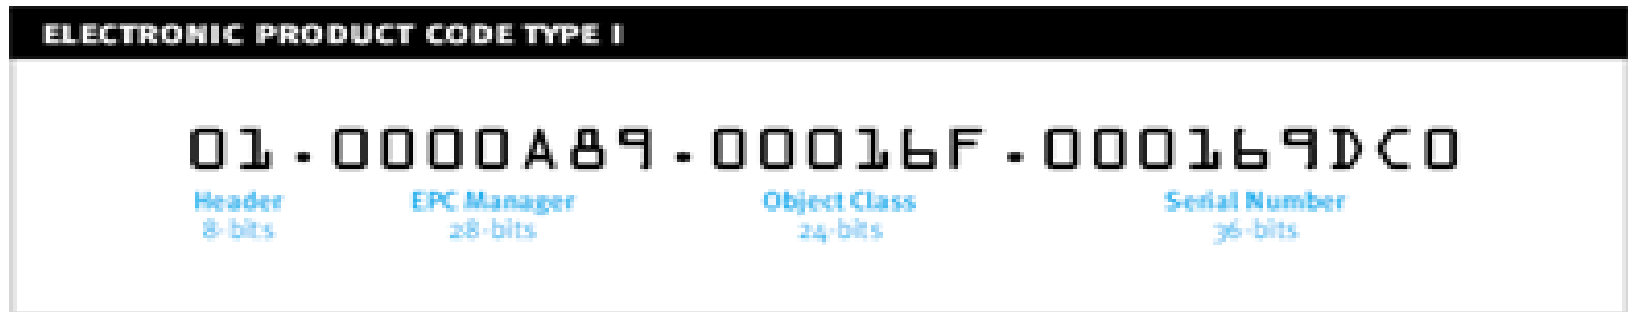 ELECTRONIC PRODUCT CODE TYPE I
01.0000A89.00016F.000169DC0
Header EPC Manager Object Class Serial Number
8-bits 28-bits 24-bits 36-bits